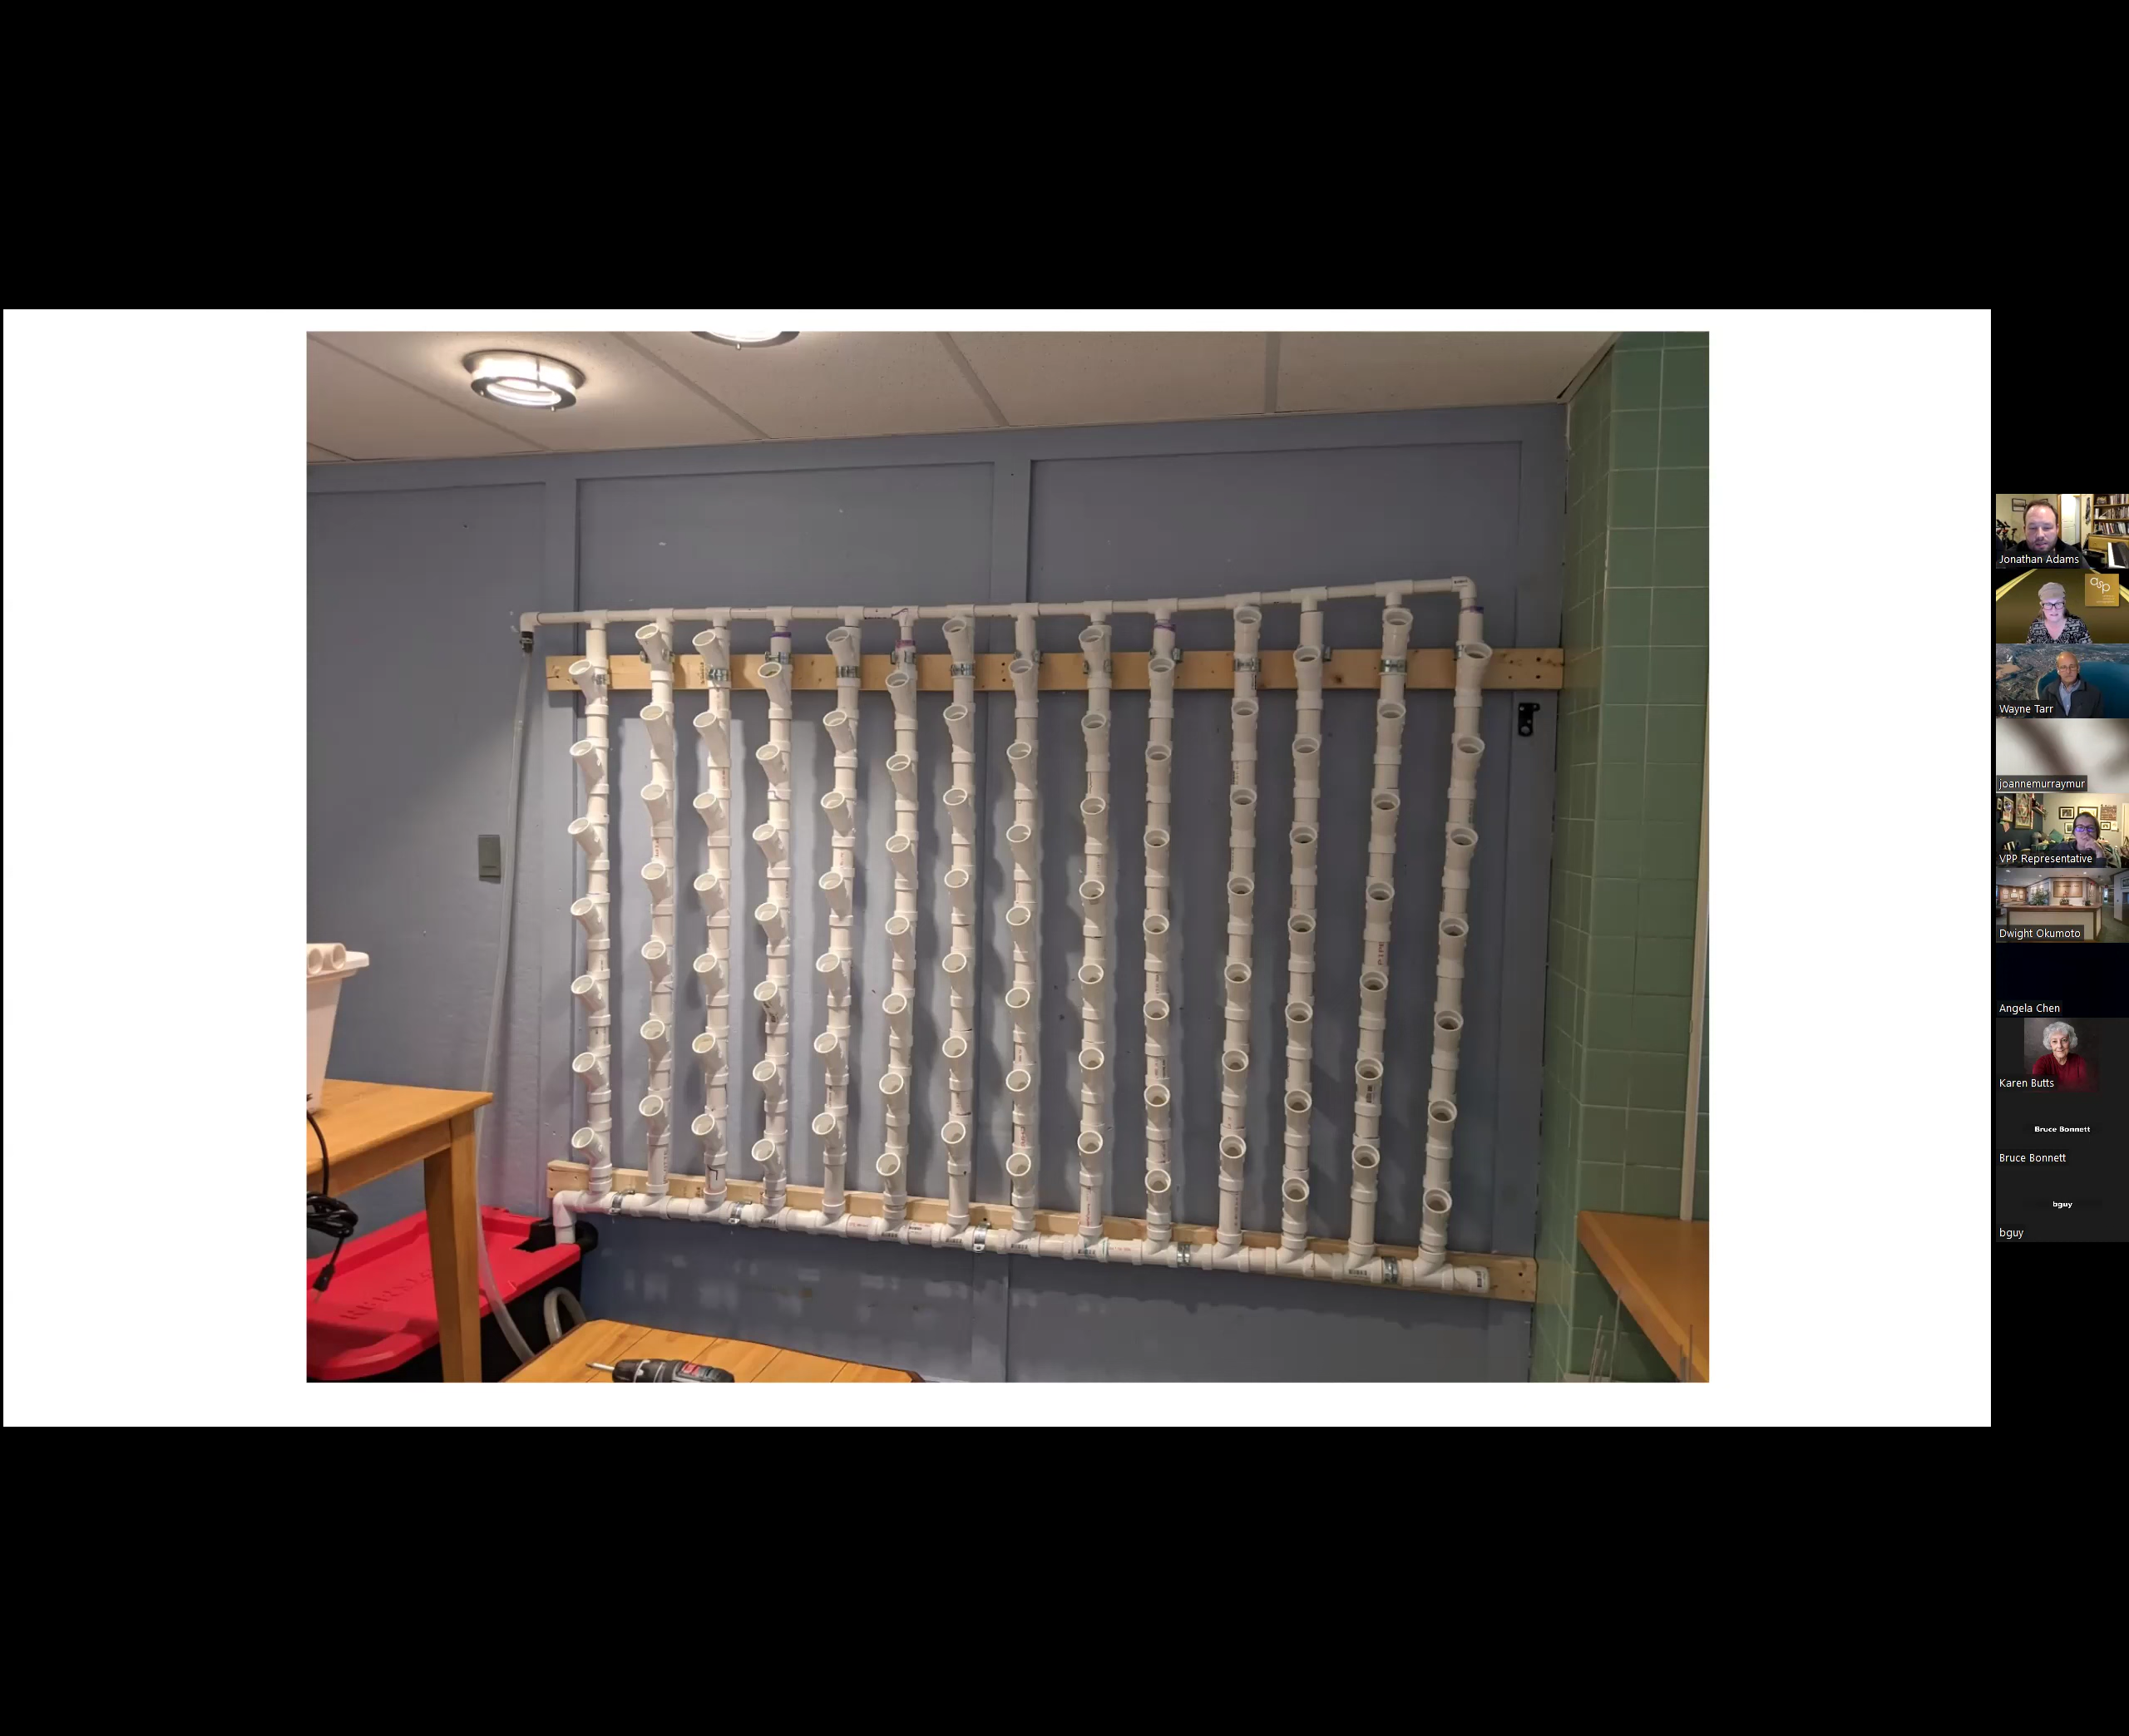 Jonathan Adams
asp
Wayne Tarr
joannemurraymur
VPP Representative
Dwight Okumoto
Angela Chen
Karen Butts
Bruce Bonnett
Bruce Bonnett
bguy
bguy